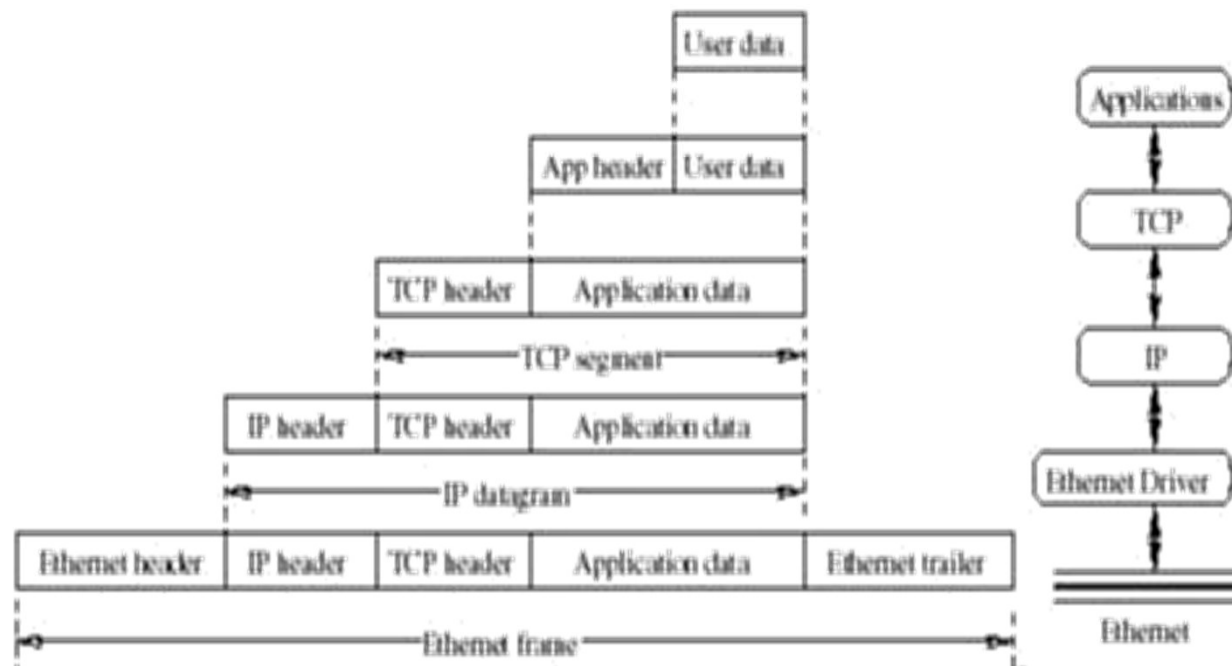 User data
Applications
App header User data
TCP
TCP header Application data
TCP segment
IP
IP header TCP header Application data
Ethernet Driver
IP datagram
Ethernet header IP header TCP header Application data Ethernet trailer
Ethernet frame
Ethernet